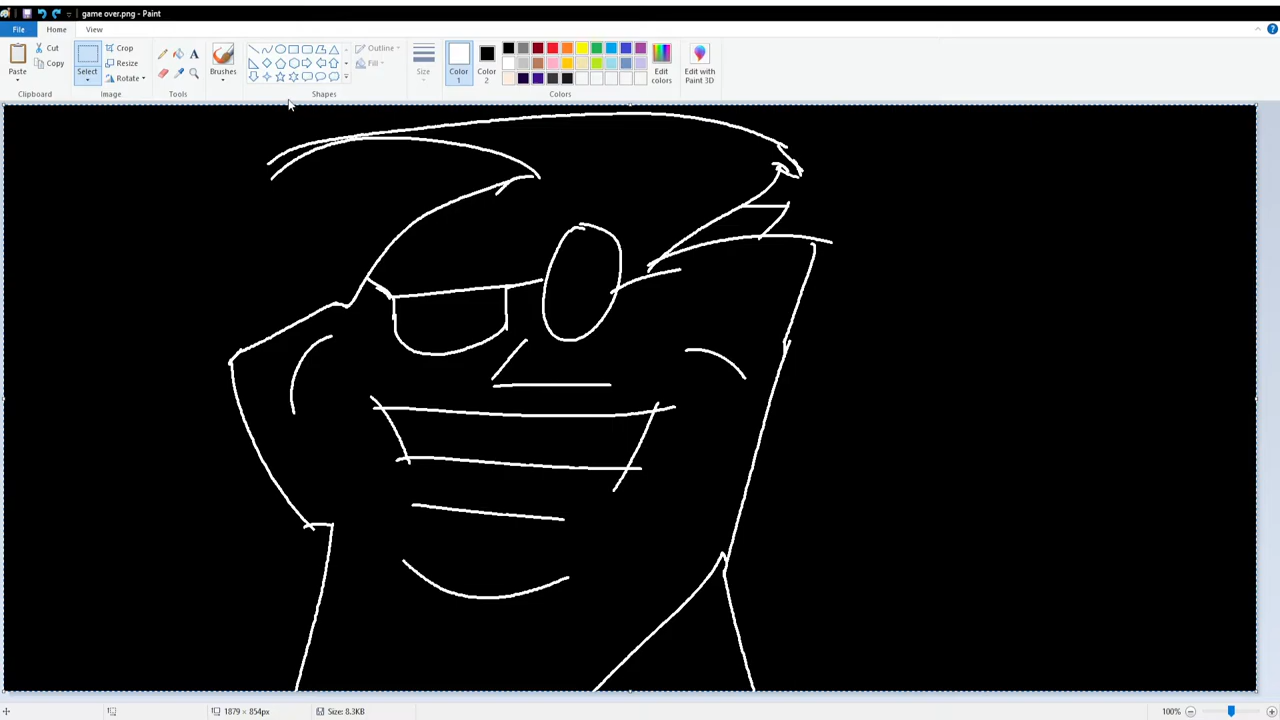 game over.png - Paint
File Home View
Paste
Cut
Copy
Clipboard
Select
Crop
Resize
Rotate
Image
A
Tools
Brushes
Outline
Fill
Shapes
Size
Color 1
Color 2
Edit colors
Colors
Edit with Paint 3D
1879 × 854px
Size: 8.3KB
100%